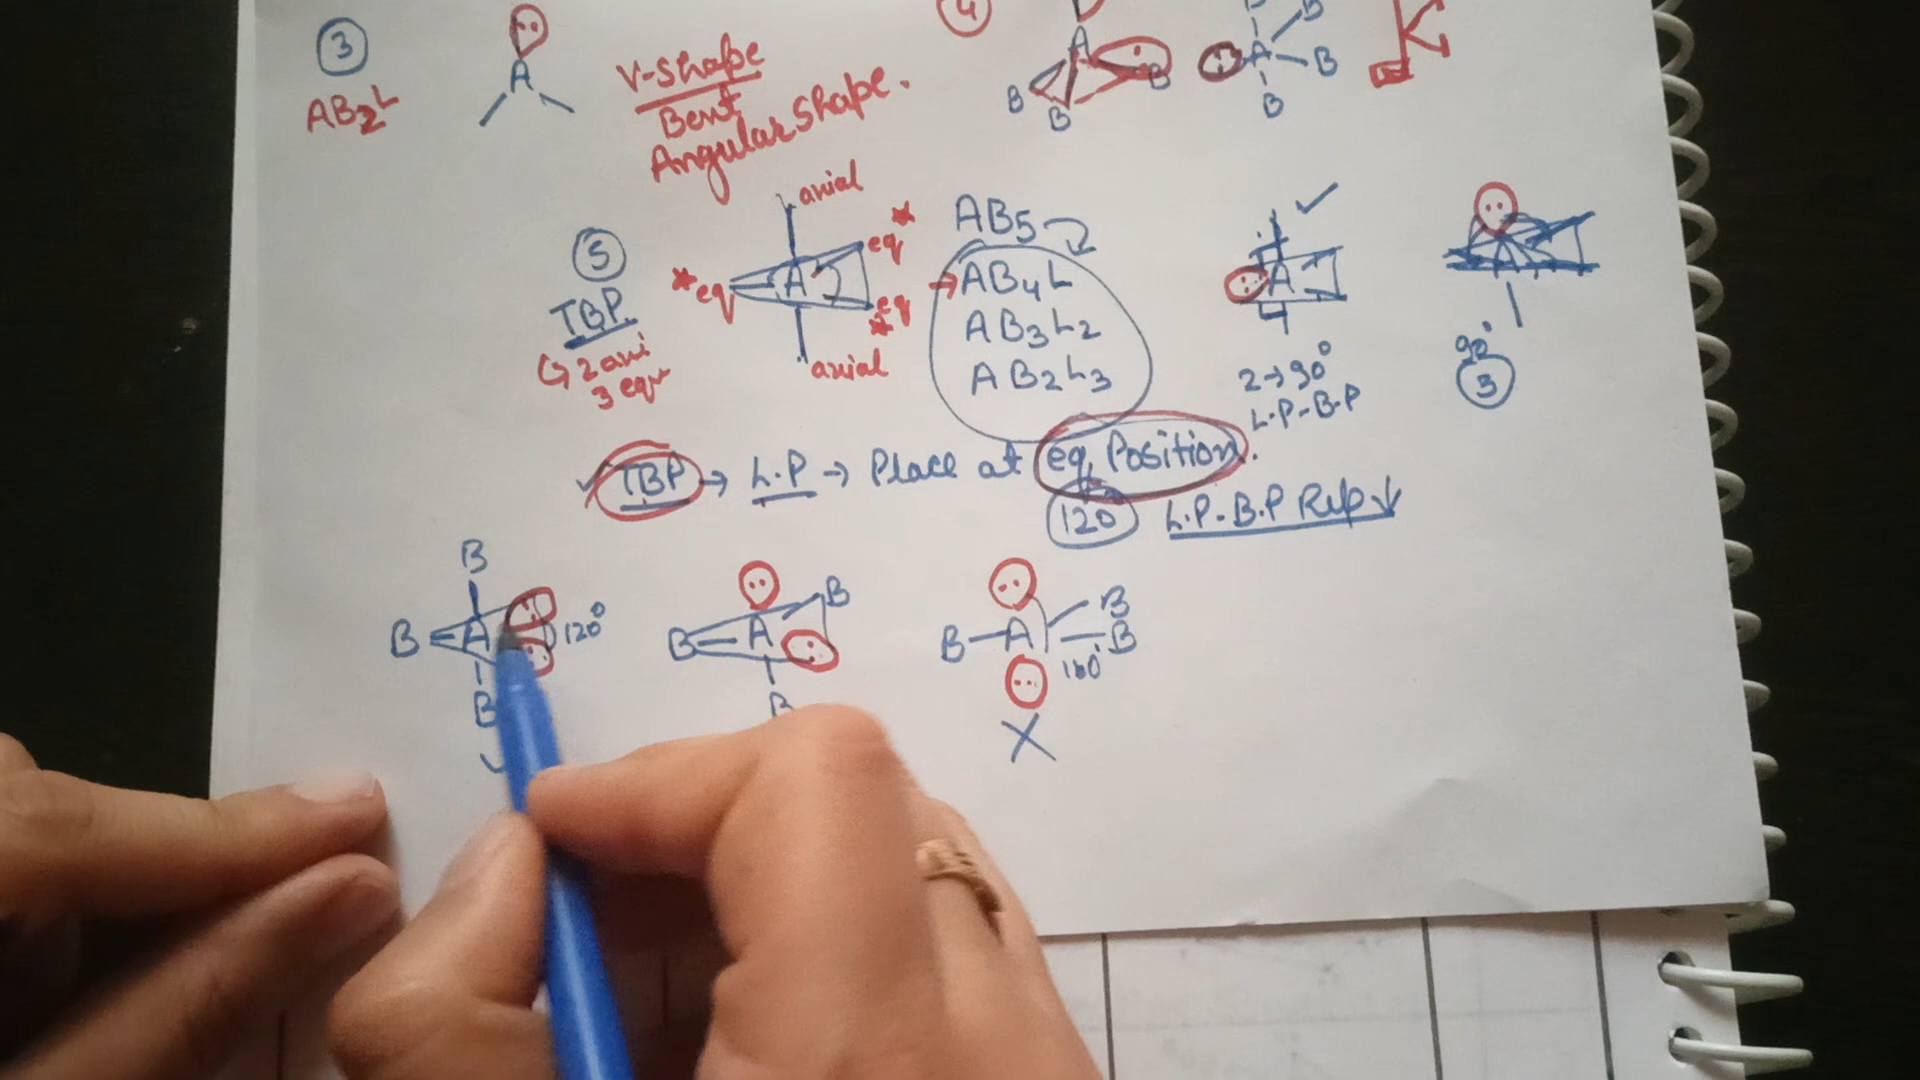 3
AB2L
A
V-shape
Bent
Angular shape.
4
A
B
B
B
A
B
B
B
5
TBP
2 axi
3 equ
axial
eq
eq
A
eq
axial
AB5
AB4L
AB3L2
AB2L3
A
2→90°
L.P-B.P
90°
3
TBP → L.P → Place at eq. Position.
120
L.P-B.P Rep↓
B
B A 120°
B
A B
B
B
B A B
B
180°
X